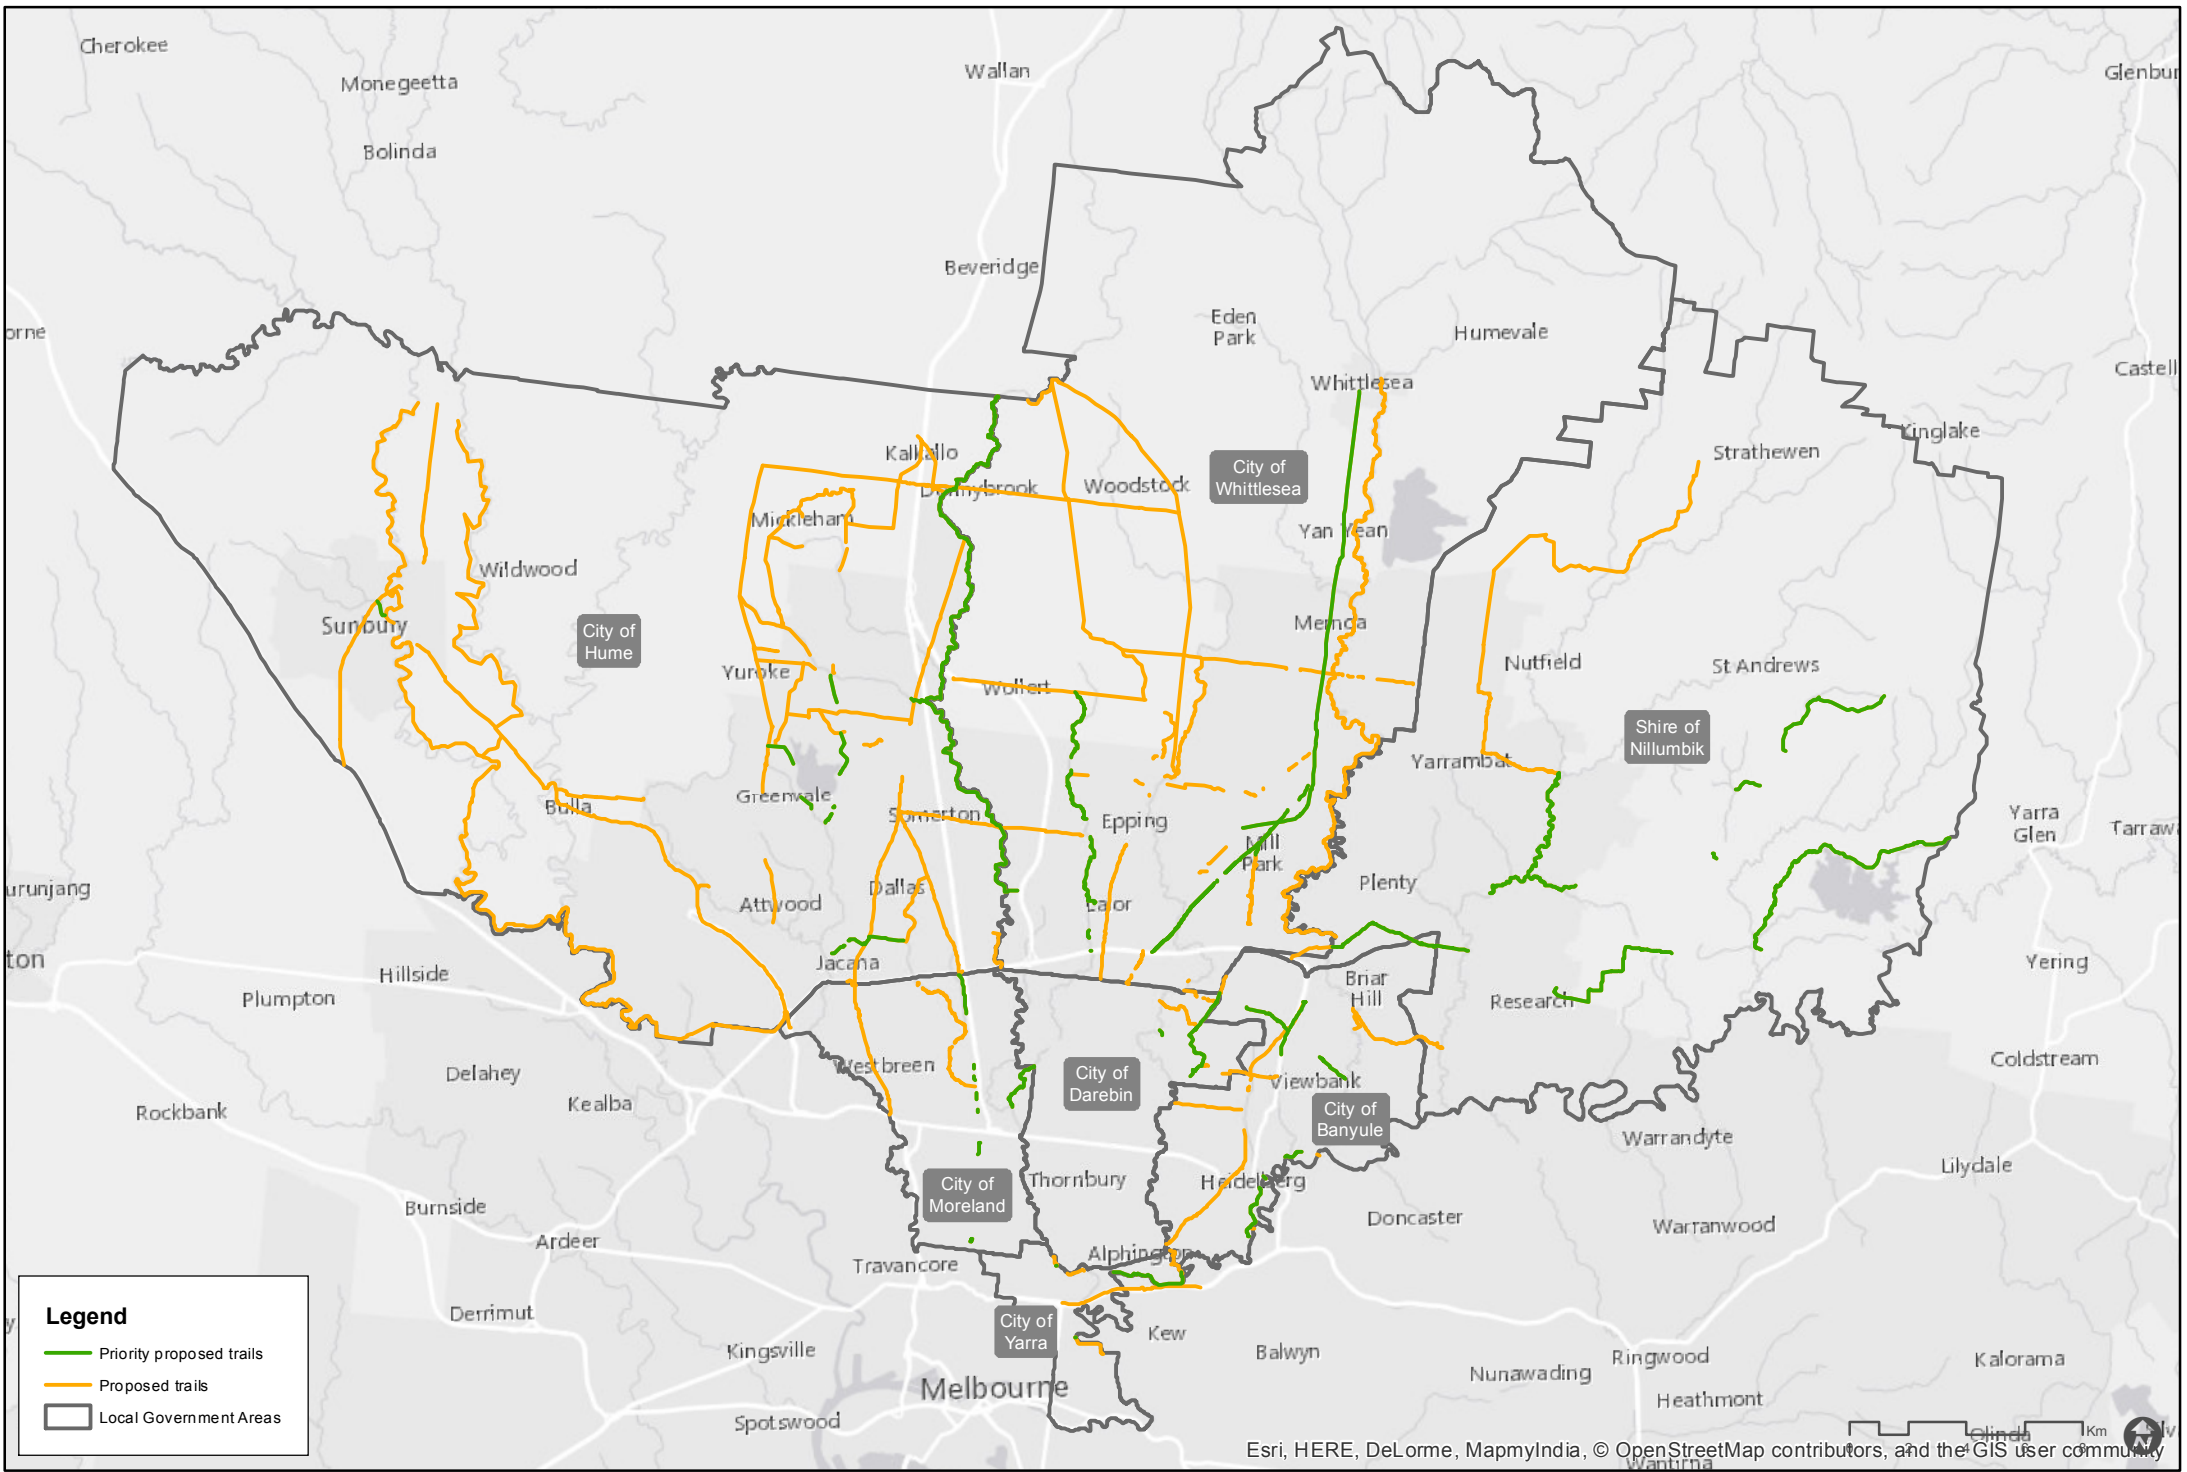 Cherokee
Monegeetta
Bolinda
Wallan
Beveridge
Eden
Park
Humevale
Whittlesea
Kinglake
Strathewen
Kalkallo
Donnybrook
Woodstock
City of
Whittlesea
Mickleham
Yan Yean
Wildwood
Sunbury
City of
Hume
Mernda
Yuroke
Wollert
Nutfield
St Andrews
Shire of
Nillumbik
Yarrambat
Bulla
Greenvale
Somerton
Epping
Mill
Park
Yarra
Glen
Plenty
Attwood
Dallas
Lalor
Jacana
Hillside
Plumpton
Briar
Hill
Research
Yering
Westbreen
City of
Darebin
Viewbank
City of
Banyule
Coldstream
Delahey
Kealba
Rockbank
Warrandyte
Lilydale
City of
Moreland
Thornbury
Heidelberg
Burnside
Ardeer
Doncaster
Warranwood
Travancore
Alphington
City of
Yarra
Kew
Balwyn
Derrimut
Kingsville
Spotswood
Melbourne
Nunawading
Ringwood
Heathmont
Kalorama
Olinda
Wantirna
Legend
Priority proposed trails
Proposed trails
Local Government Areas
Km
N
Esri, HERE, DeLorme, MapmyIndia, © OpenStreetMap contributors, and the GIS user community